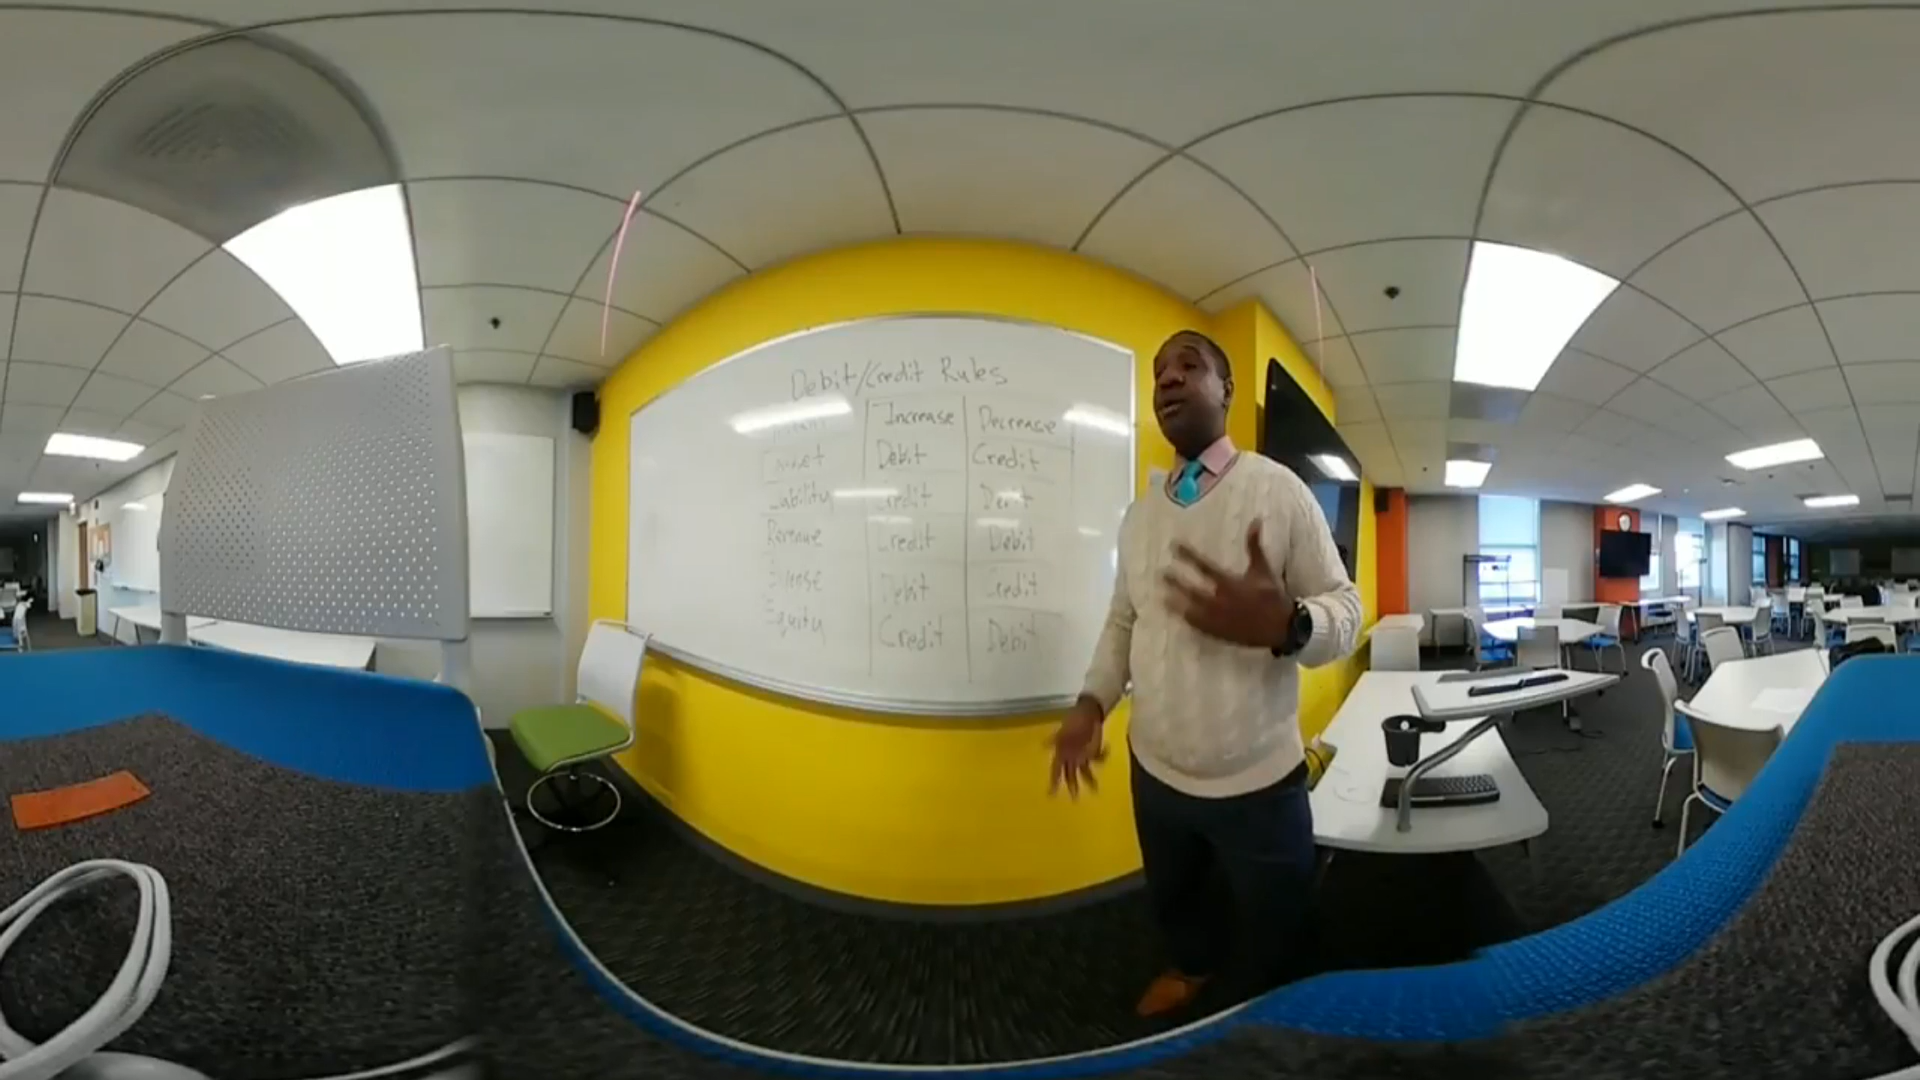 Debit/Credit Rules
Increase Decrease
Asset Debit Credit
Liability Credit Debit
Revenue Credit Debit
Expense Debit Credit
Equity Credit Debit